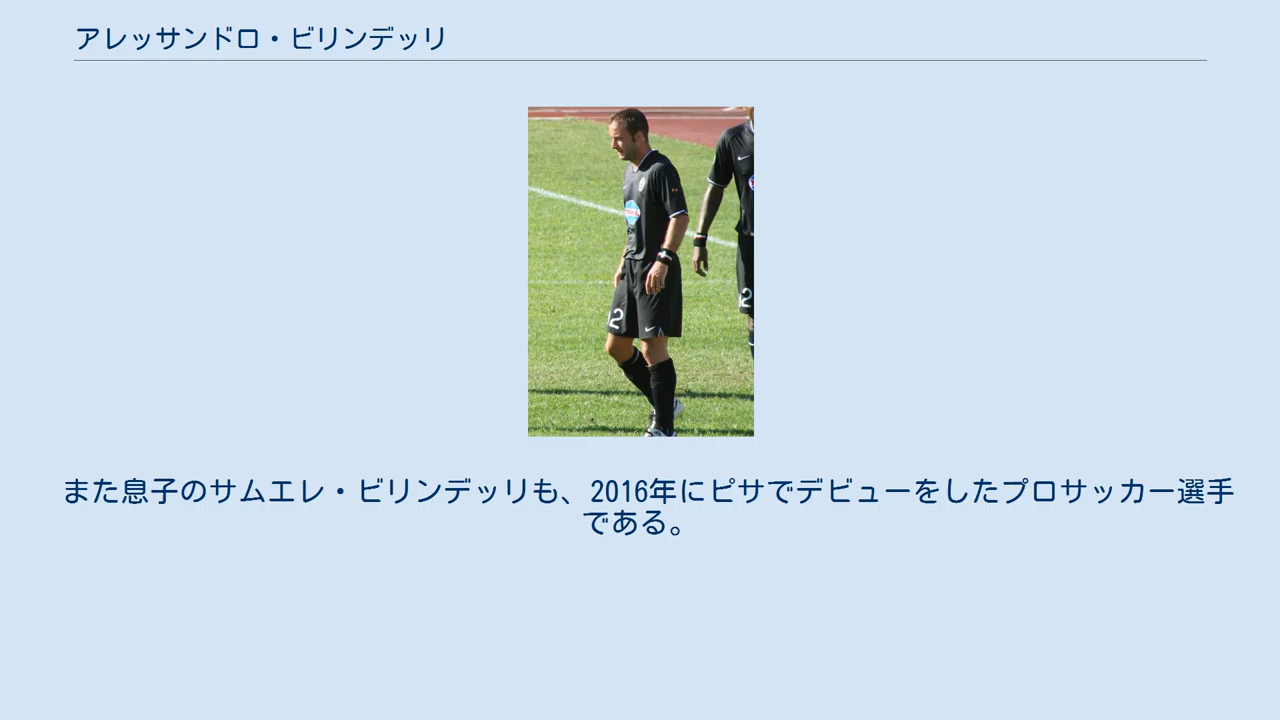 アレッサンドロ・ビリンデッリ
また息子のサムエレ・ビリンデッリも、2016年にピサでデビューをしたプロサッカー選手
である。